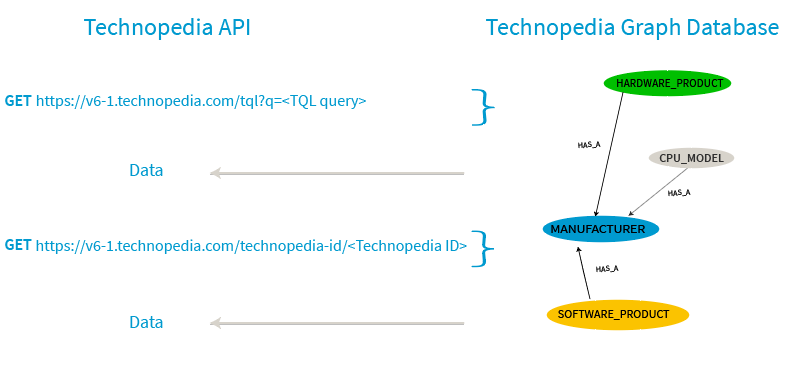 Technopedia API
Technopedia Graph Database
HARDWARE_PRODUCT
GET https://v6-1.technopedia.com/tql?q=<TQL query>
HAS_A
CPU_MODEL
Data
HAS_A
MANUFACTURER
GET https://v6-1.technopedia.com/technopedia-id/<Technopedia ID>
HAS_A
SOFTWARE_PRODUCT
Data